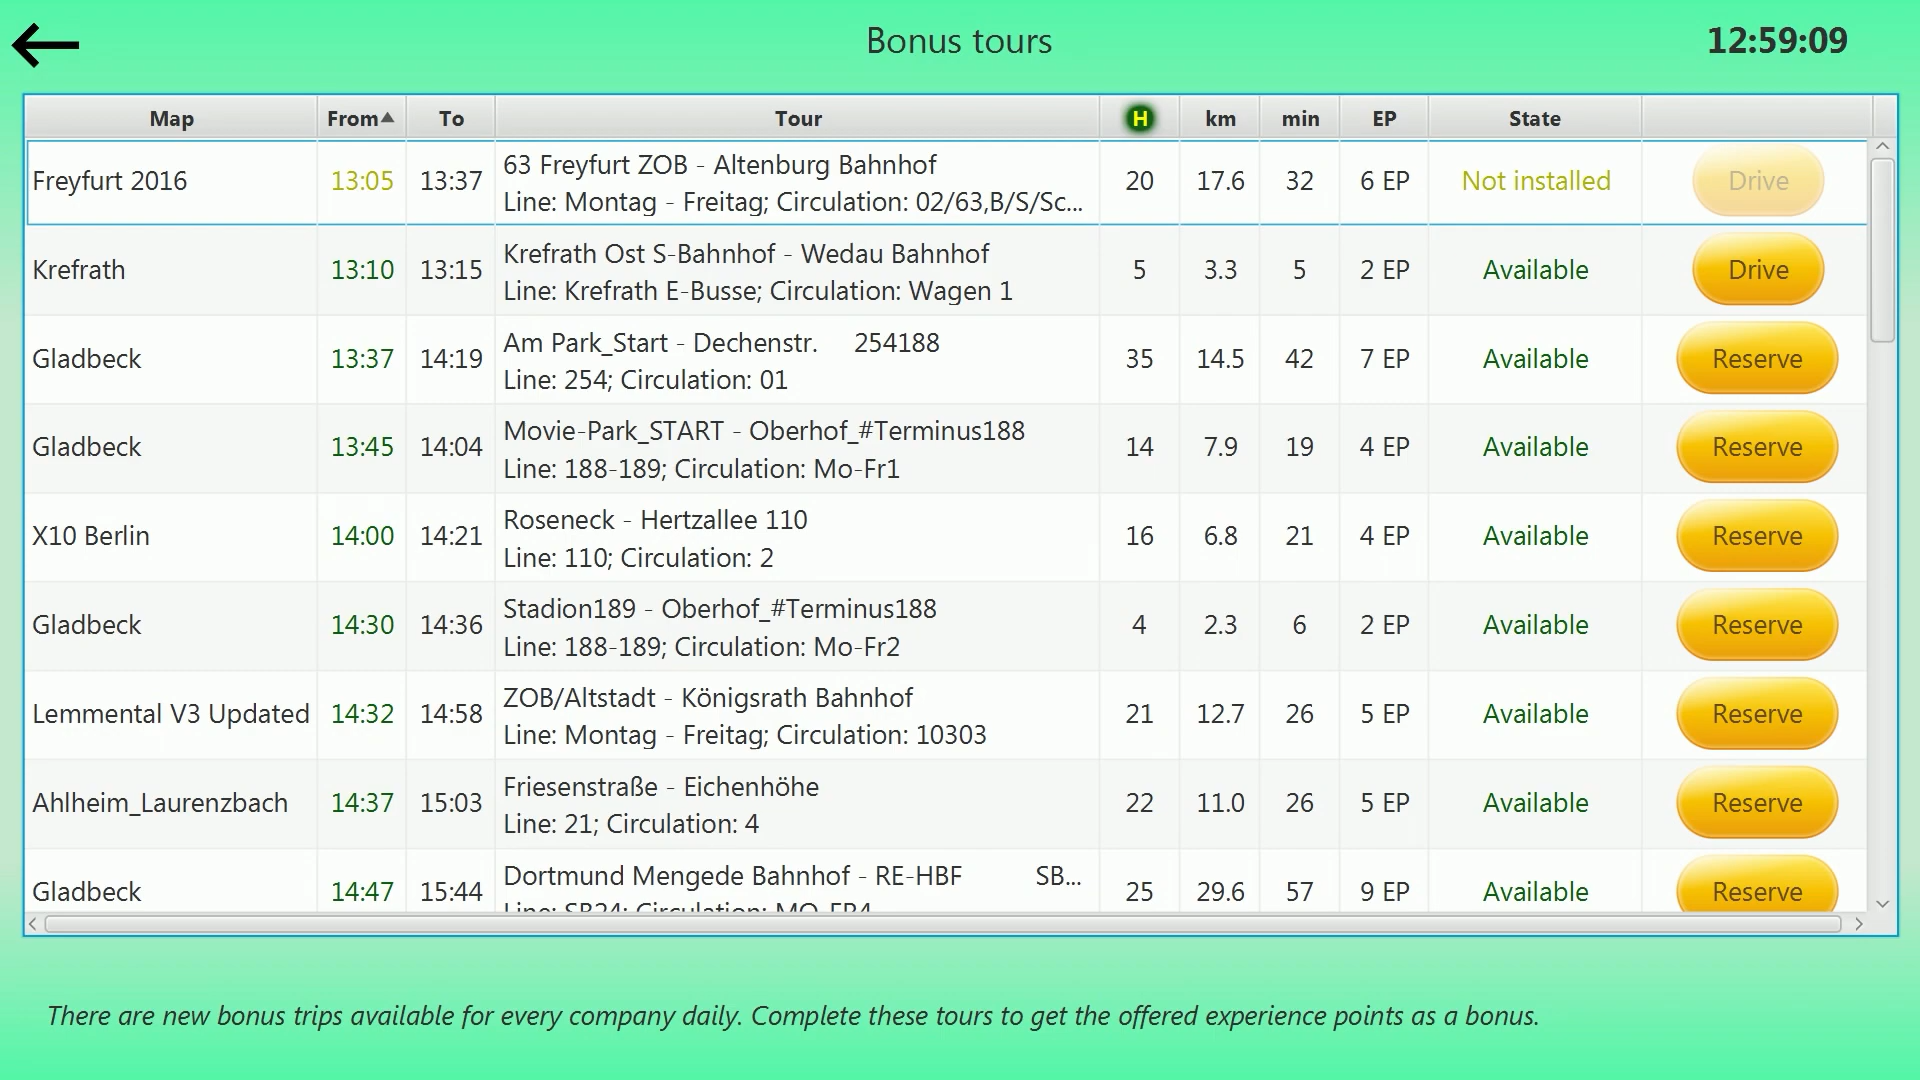 Bonus tours
12:59:09
Map From To Tour H km min EP State
Freyfurt 2016 13:05 13:37 63 Freyfurt ZOB - Altenburg Bahnhof 20 17.6 32 6 EP Not installed Drive
Line: Montag - Freitag; Circulation: 02/63,B/S/Sc...
Krefrath 13:10 13:15 Krefrath Ost S-Bahnhof - Wedau Bahnhof 5 3.3 5 2 EP Available Drive
Line: Krefrath E-Busse; Circulation: Wagen 1
Gladbeck 13:37 14:19 Am Park_Start - Dechenstr. 254188 35 14.5 42 7 EP Available Reserve
Line: 254; Circulation: 01
Gladbeck 13:45 14:04 Movie-Park_START - Oberhof_#Terminus188 14 7.9 19 4 EP Available Reserve
Line: 188-189; Circulation: Mo-Fr1
X10 Berlin 14:00 14:21 Roseneck - Hertzallee 110 16 6.8 21 4 EP Available Reserve
Line: 110; Circulation: 2
Gladbeck 14:30 14:36 Stadion189 - Oberhof_#Terminus188 4 2.3 6 2 EP Available Reserve
Line: 188-189; Circulation: Mo-Fr2
Lemmental V3 Updated 14:32 14:58 ZOB/Altstadt - Königsrath Bahnhof 21 12.7 26 5 EP Available Reserve
Line: Montag - Freitag; Circulation: 10303
Ahlheim_Laurenzbach 14:37 15:03 Friesenstraße - Eichenhöhe 22 11.0 26 5 EP Available Reserve
Line: 21; Circulation: 4
Gladbeck 14:47 15:44 Dortmund Mengede Bahnhof - RE-HBF SB... 25 29.6 57 9 EP Available Reserve
Line: SB24; Circulation: MO-FR4
There are new bonus trips available for every company daily. Complete these tours to get the offered experience points as a bonus.